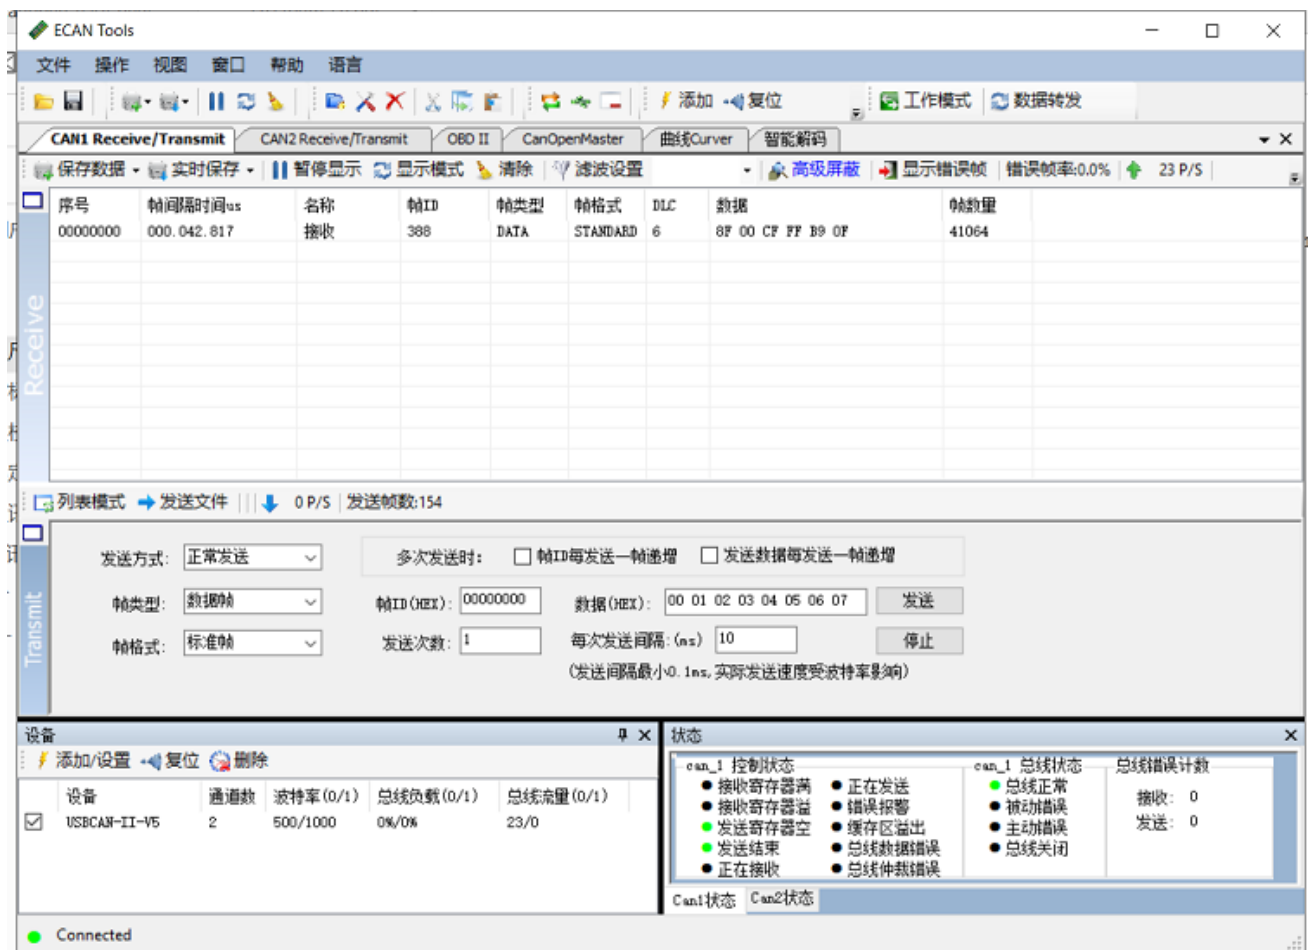 ECAN Tools
文件 操作 视图 窗口 帮助 语言
添加 复位 工作模式 数据转发
CAN1 Receive/Transmit CAN2 Receive/Transmit OBD II CanOpenMaster 曲线Curver 智能解码
保存数据 实时保存 暂停显示 显示模式 清除 滤波设置 高级屏蔽 显示错误帧 错误帧率:0.0% 23 P/S
序号 帧间隔时间us 名称 帧ID 帧类型 帧格式 DLC 数据 帧数量
00000000 000.042.817 接收 388 DATA STANDARD 6 8F 00 CF FF B9 0F 41064
Receive
列表模式 发送文件 0 P/S 发送帧数:154
发送方式: 正常发送 多次发送时: 帧ID每发送一帧递增 发送数据每发送一帧递增
帧类型: 数据帧 帧ID(HEX): 00000000 数据(HEX): 00 01 02 03 04 05 06 07 发送
帧格式: 标准帧 发送次数: 1 每次发送间隔:(ms) 10 停止
(发送间隔最小0.1ms,实际发送速度受波特率影响)
Transmit
设备
添加/设置 复位 删除
设备 通道数 波特率(0/1) 总线负载(0/1) 总线流量(0/1)
USBCAN-II-V5 2 500/1000 0%/0% 23/0
状态
can_1 控制状态 can_1 总线状态 总线错误计数
接收寄存器满 正在发送 总线正常 接收: 0
接收寄存器溢 错误报警 被动错误
发送寄存器空 缓存区溢出 主动错误 发送: 0
发送结束 总线数据错误 总线关闭
正在接收 总线仲裁错误
Can1状态 Can2状态
Connected